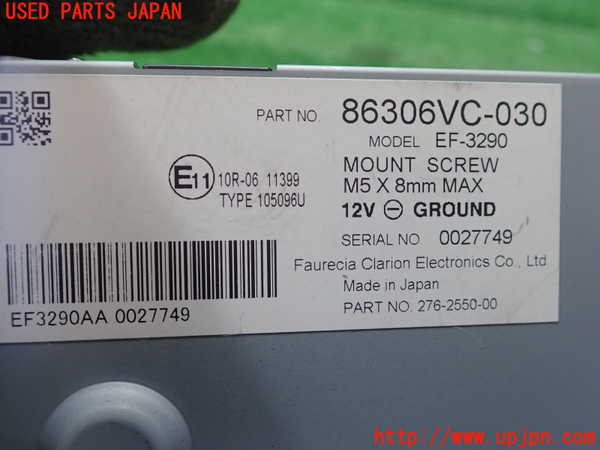 USED PARTS JAPAN
PART NO. 86306VC-030
MODEL EF-3290
MOUNT SCREW
M5 X 8mm MAX
12V ⊖ GROUND
SERIAL NO 0027749
E11 10R-06 11399
TYPE 105096U
Faurecia Clarion Electronics Co., Ltd.
Made in Japan
PART NO. 276-2550-00
EF3290AA 0027749
http://www.upjpn.com/